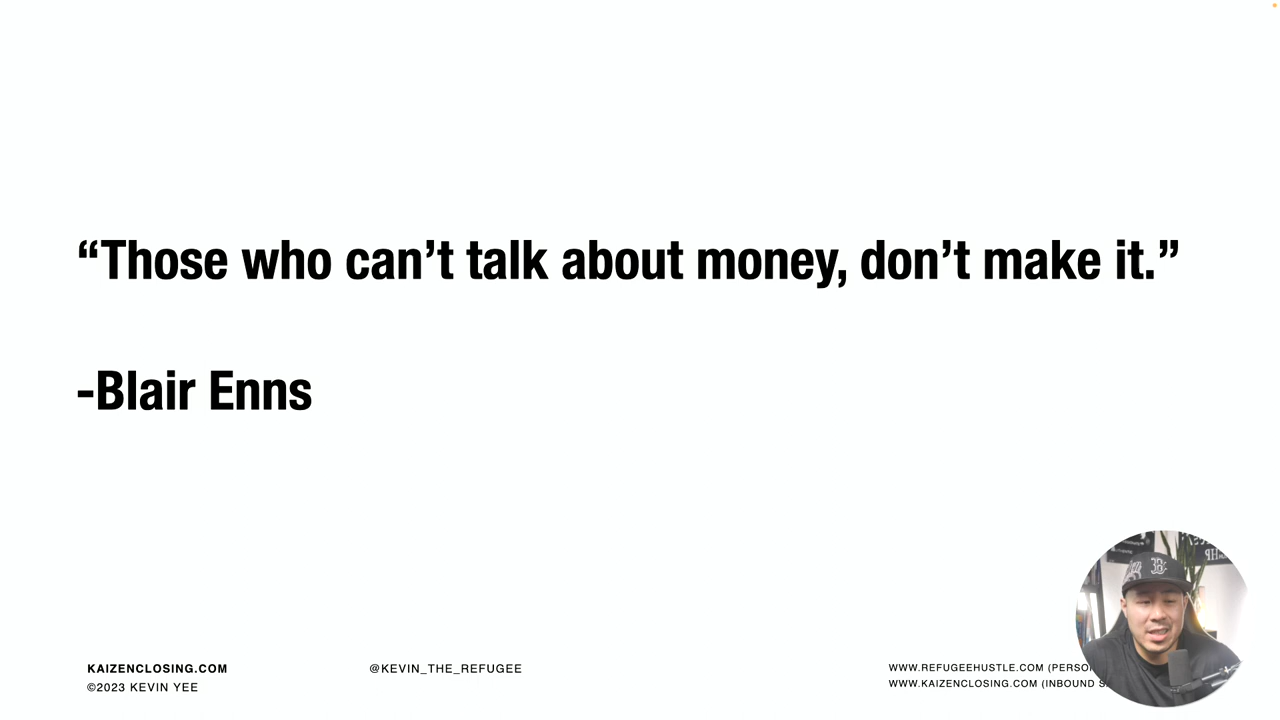 “Those who can’t talk about money, don’t make it.”
-Blair Enns
KAIZENCLOSING.COM
©2023 KEVIN YEE
@KEVIN_THE_REFUGEE
WWW.REFUGEEHUSTLE.COM
WWW.KAIZENCLOSING.COM (INBOUND